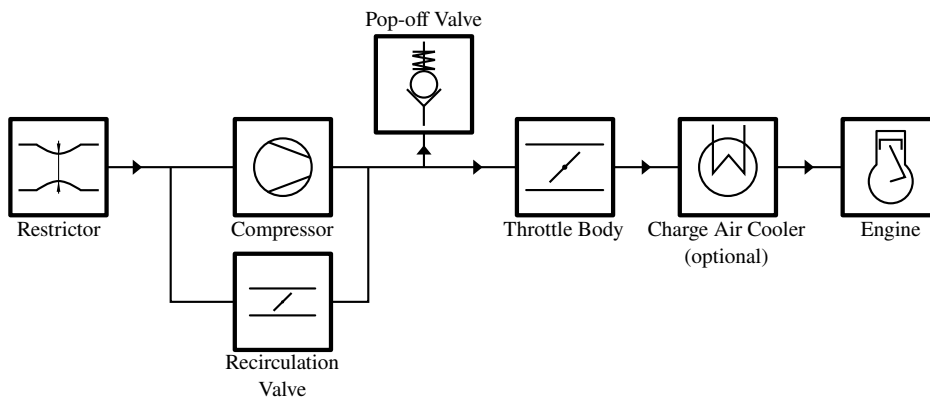 Pop-off Valve
Restrictor
Compressor
Throttle Body
Charge Air Cooler
(optional)
Engine
Recirculation
Valve